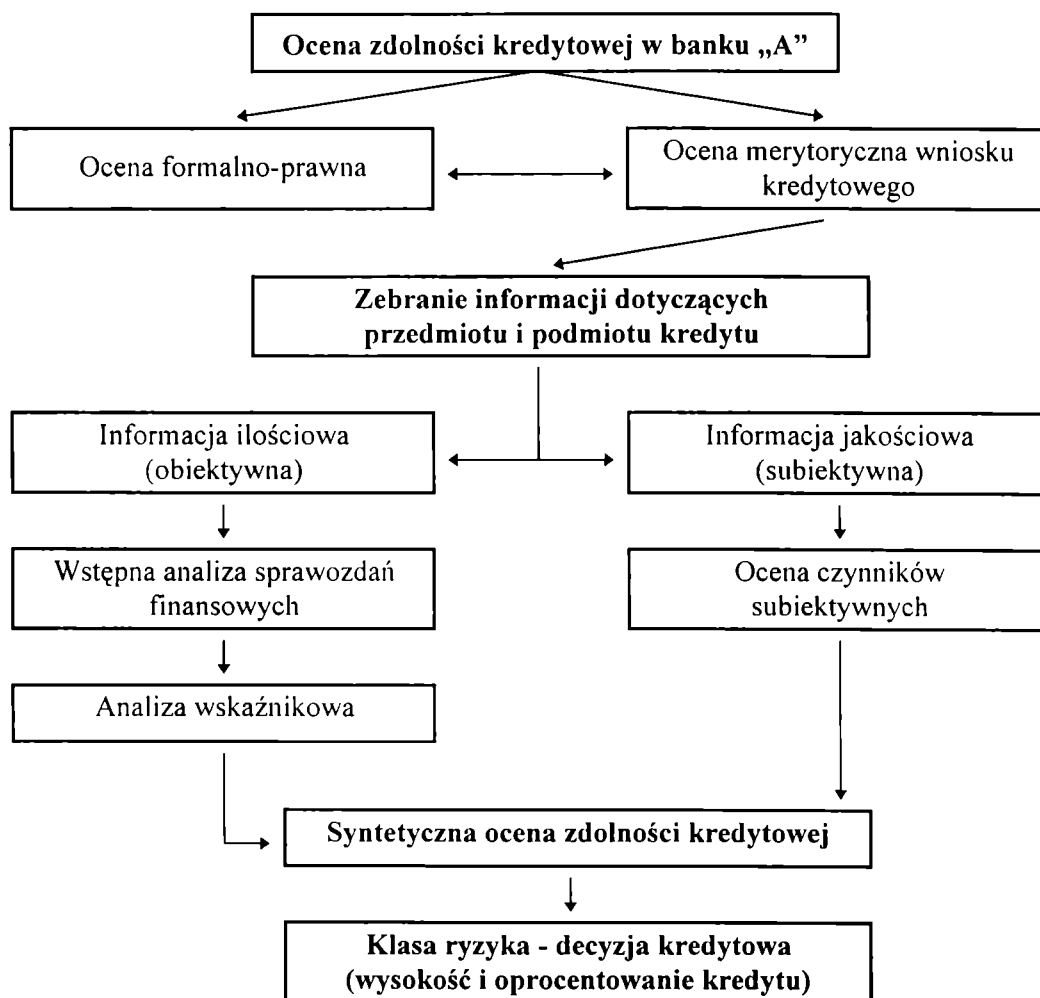 Ocena zdolności kredytowej w banku „A”
Ocena formalno-prawna
Ocena merytoryczna wniosku
kredytowego
Zebranie informacji dotyczących
przedmiotu i podmiotu kredytu
Informacja ilościowa
(obiektywna)
Informacja jakościowa
(subiektywna)
Wstępna analiza sprawozdań
finansowych
Ocena czynników
subiektywnych
Analiza wskaźnikowa
Syntetyczna ocena zdolności kredytowej
Klasa ryzyka - decyzja kredytowa
(wysokość i oprocentowanie kredytu)